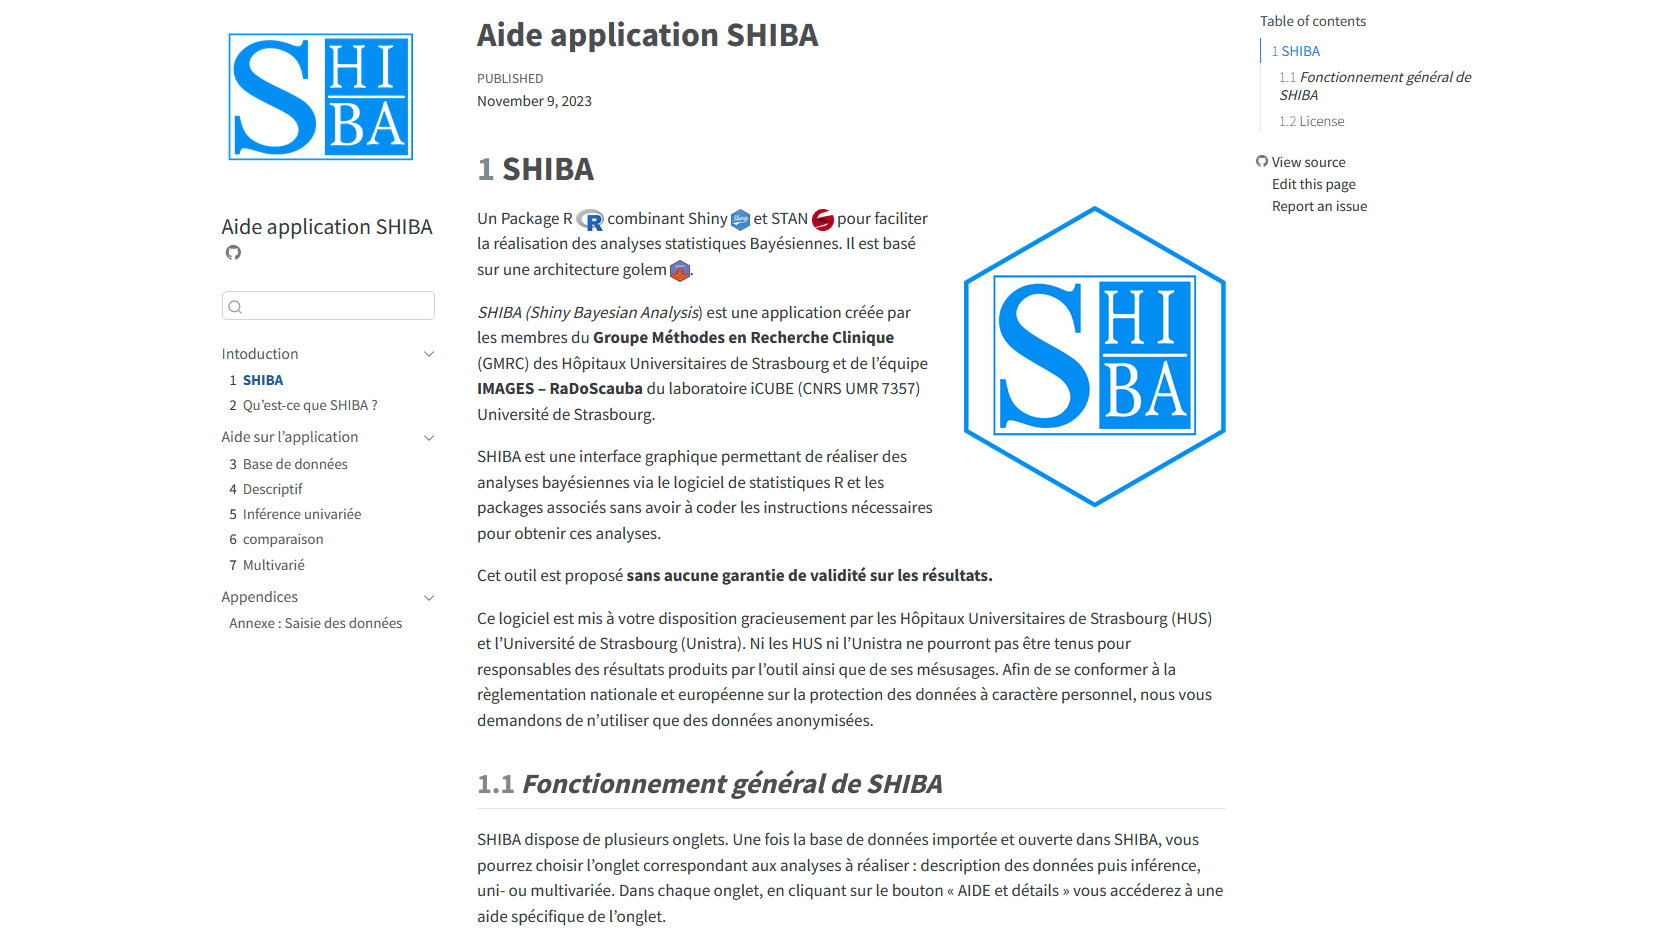 SHIBA
Aide application SHIBA
Intoduction
1 SHIBA
2 Qu’est-ce que SHIBA ?
Aide sur l’application
3 Base de données
4 Descriptif
5 Inférence univariée
6 comparaison
7 Multivarié
Appendices
Annexe : Saisie des données
Aide application SHIBA
PUBLISHED
November 9, 2023
1 SHIBA
Un Package R R combinant Shiny Shiny et STAN pour faciliter
la réalisation des analyses statistiques Bayésiennes. Il est basé
sur une architecture golem .
SHIBA (Shiny Bayesian Analysis) est une application créée par
les membres du Groupe Méthodes en Recherche Clinique
(GMRC) des Hôpitaux Universitaires de Strasbourg et de l’équipe
IMAGES – RaDoScauba du laboratoire iCUBE (CNRS UMR 7357)
Université de Strasbourg.
SHIBA est une interface graphique permettant de réaliser des
analyses bayésiennes via le logiciel de statistiques R et les
packages associés sans avoir à coder les instructions nécessaires
pour obtenir ces analyses.
SHIBA
Cet outil est proposé sans aucune garantie de validité sur les résultats.
Ce logiciel est mis à votre disposition gracieusement par les Hôpitaux Universitaires de Strasbourg (HUS)
et l’Université de Strasbourg (Unistra). Ni les HUS ni l’Unistra ne pourront pas être tenus pour
responsables des résultats produits par l’outil ainsi que de ses mésusages. Afin de se conformer à la
règlementation nationale et européenne sur la protection des données à caractère personnel, nous vous
demandons de n’utiliser que des données anonymisées.
1.1 Fonctionnement général de SHIBA
SHIBA dispose de plusieurs onglets. Une fois la base de données importée et ouverte dans SHIBA, vous
pourrez choisir l’onglet correspondant aux analyses à réaliser : description des données puis inférence,
uni- ou multivariée. Dans chaque onglet, en cliquant sur le bouton « AIDE et détails » vous accéderez à une
aide spécifique de l’onglet.
Table of contents
1 SHIBA
1.1 Fonctionnement général de
SHIBA
1.2 License
View source
Edit this page
Report an issue